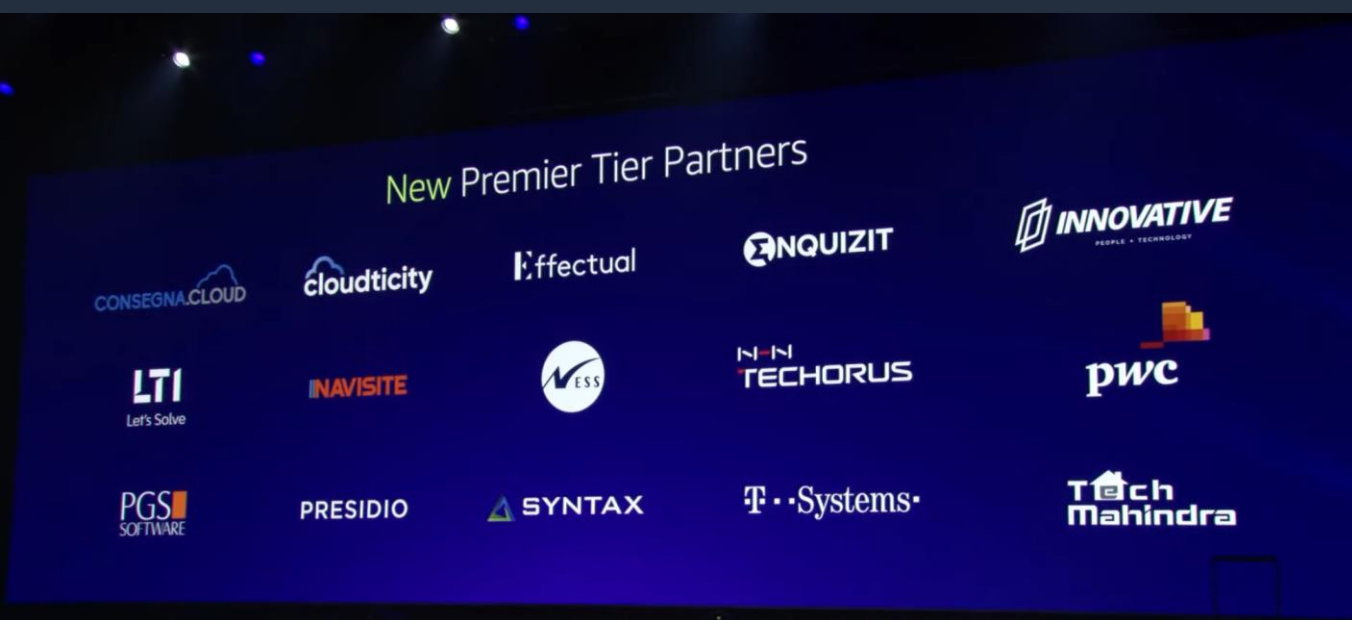 New Premier Tier Partners
CONSEGNA.CLOUD
cloudticity
Effectual
ENQUIZIT
INNOVATIVE
PEOPLE • TECHNOLOGY
LTI
Let's Solve
NAVISITE
NESS
N-N
TECHORUS
pwc
PGS
SOFTWARE
PRESIDIO
SYNTAX
T··Systems·
Tech
Mahindra